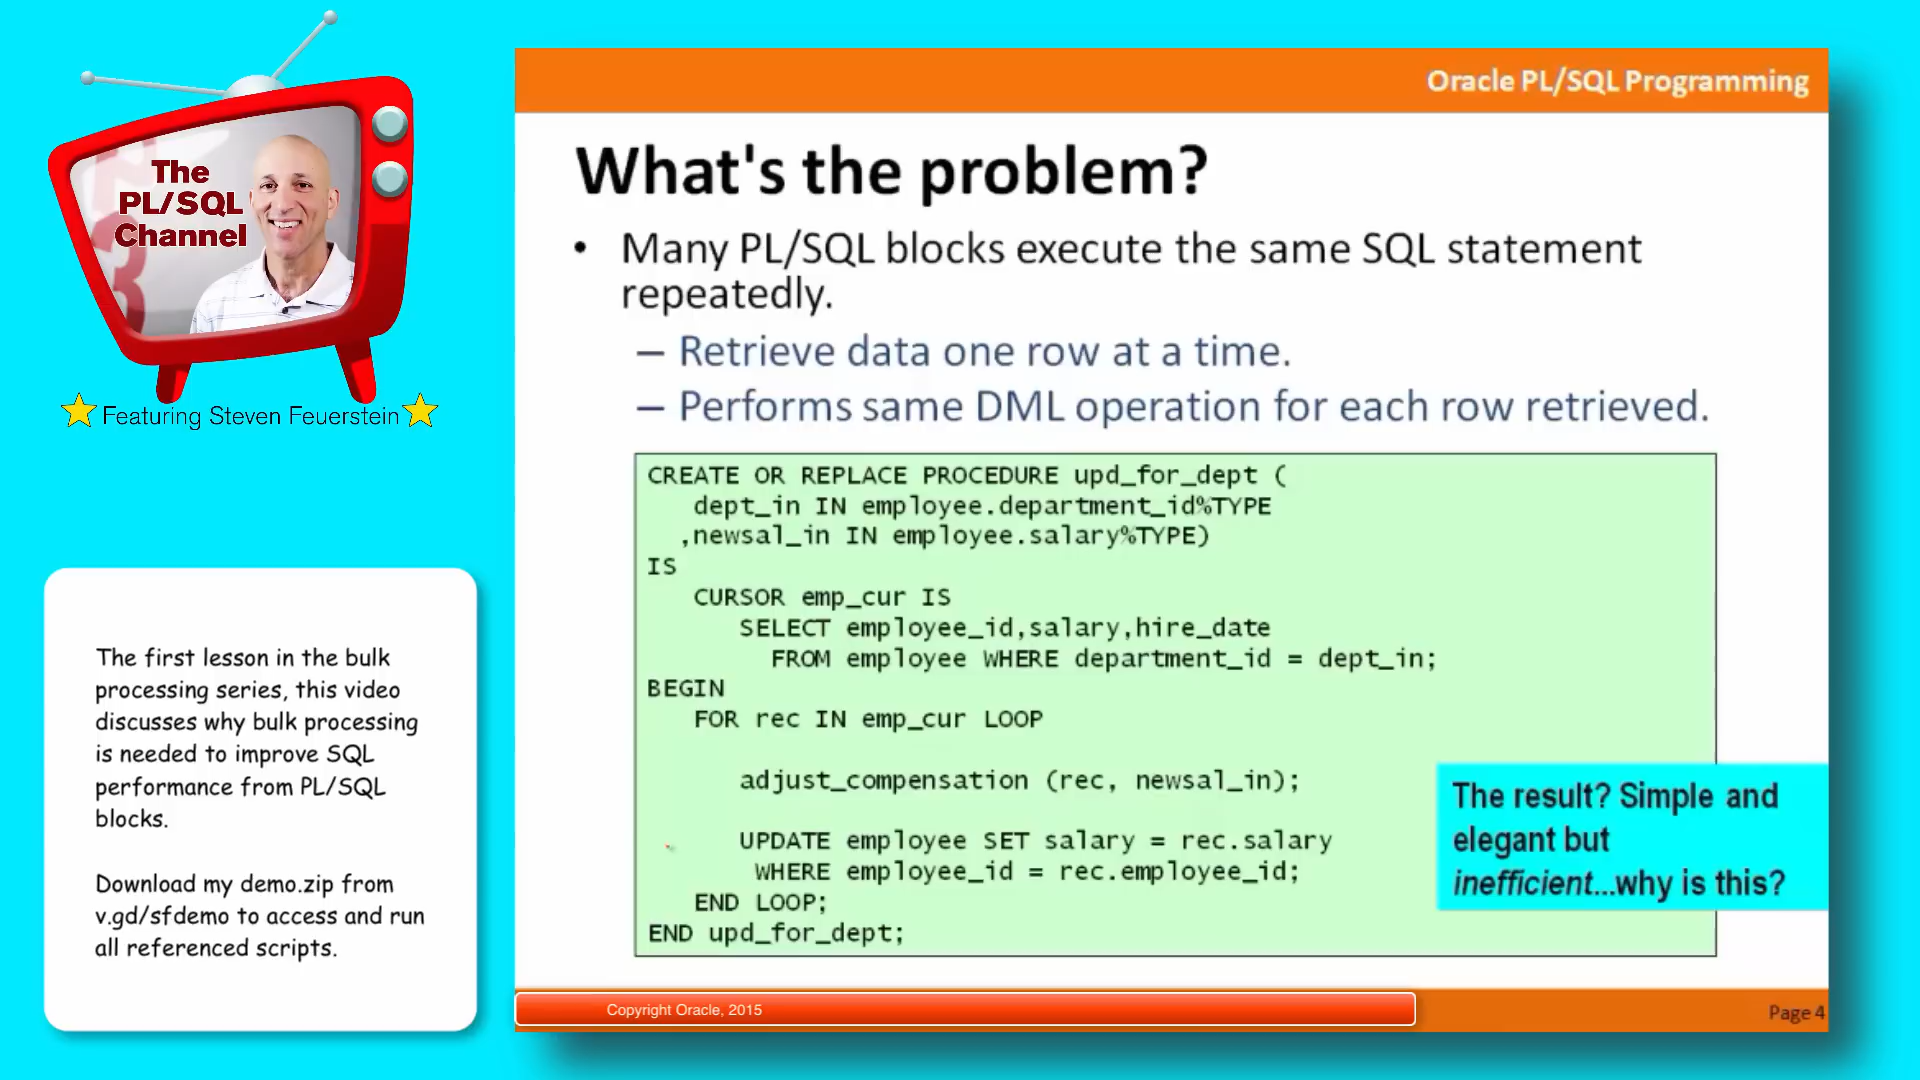 The
PL/SQL
Channel
Featuring Steven Feuerstein
The first lesson in the bulk
processing series, this video
discusses why bulk processing
is needed to improve SQL
performance from PL/SQL
blocks.
Download my demo.zip from
v.gd/sfdemo to access and run
all referenced scripts.
Oracle PL/SQL Programming
What's the problem?
• Many PL/SQL blocks execute the same SQL statement
repeatedly.
– Retrieve data one row at a time.
– Performs same DML operation for each row retrieved.
CREATE OR REPLACE PROCEDURE upd_for_dept (
dept_in IN employee.department_id%TYPE
,newsal_in IN employee.salary%TYPE)
IS
CURSOR emp_cur IS
SELECT employee_id,salary,hire_date
FROM employee WHERE department_id = dept_in;
BEGIN
FOR rec IN emp_cur LOOP
adjust_compensation (rec, newsal_in);
UPDATE employee SET salary = rec.salary
WHERE employee_id = rec.employee_id;
END LOOP;
END upd_for_dept;
The result? Simple and
elegant but
inefficient...why is this?
Copyright Oracle, 2015
Page 4